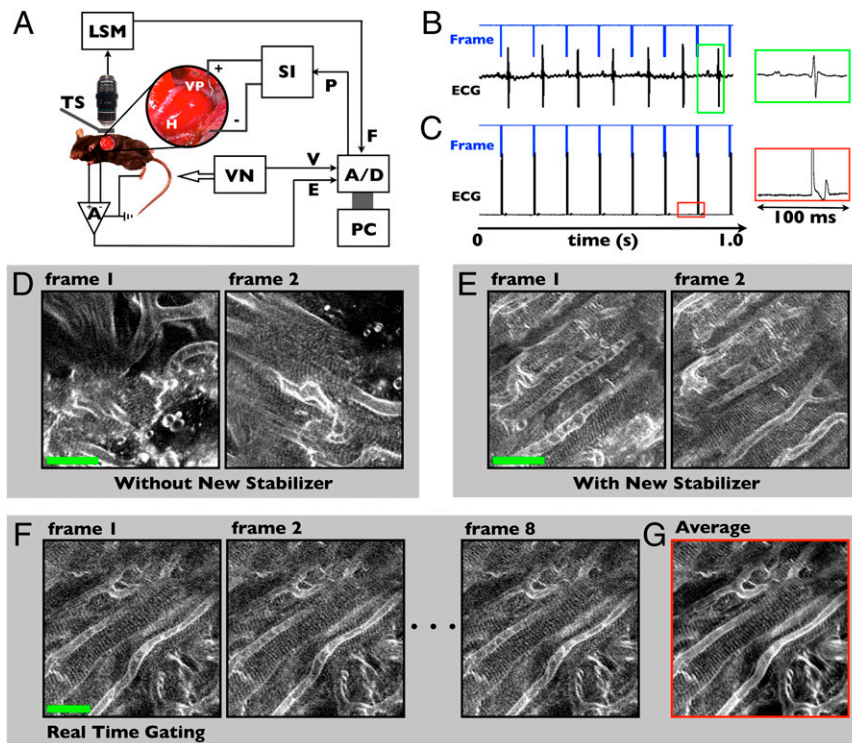 A
LSM
TS
VP
H
+
-
SI
P
F
V
E
VN
A/D
PC
+ -
A
B
Frame
ECG
C
Frame
ECG
0
time (s)
1.0
100 ms
D
frame 1
frame 2
Without New Stabilizer
E
frame 1
frame 2
With New Stabilizer
F
frame 1
frame 2
• • •
frame 8
Real Time Gating
G
Average